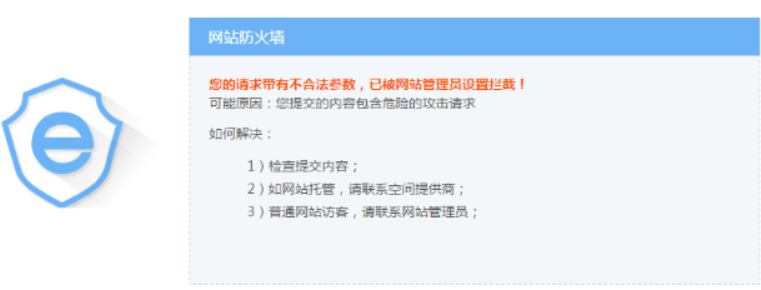 网站防火墙
您的请求带有不合法参数，已被网站管理员设置拦截！
可能原因：您提交的内容包含危险的攻击请求
如何解决：
1）检查提交内容；
2）如网站托管，请联系空间提供商；
3）普通网站访客，请联系网站管理员；